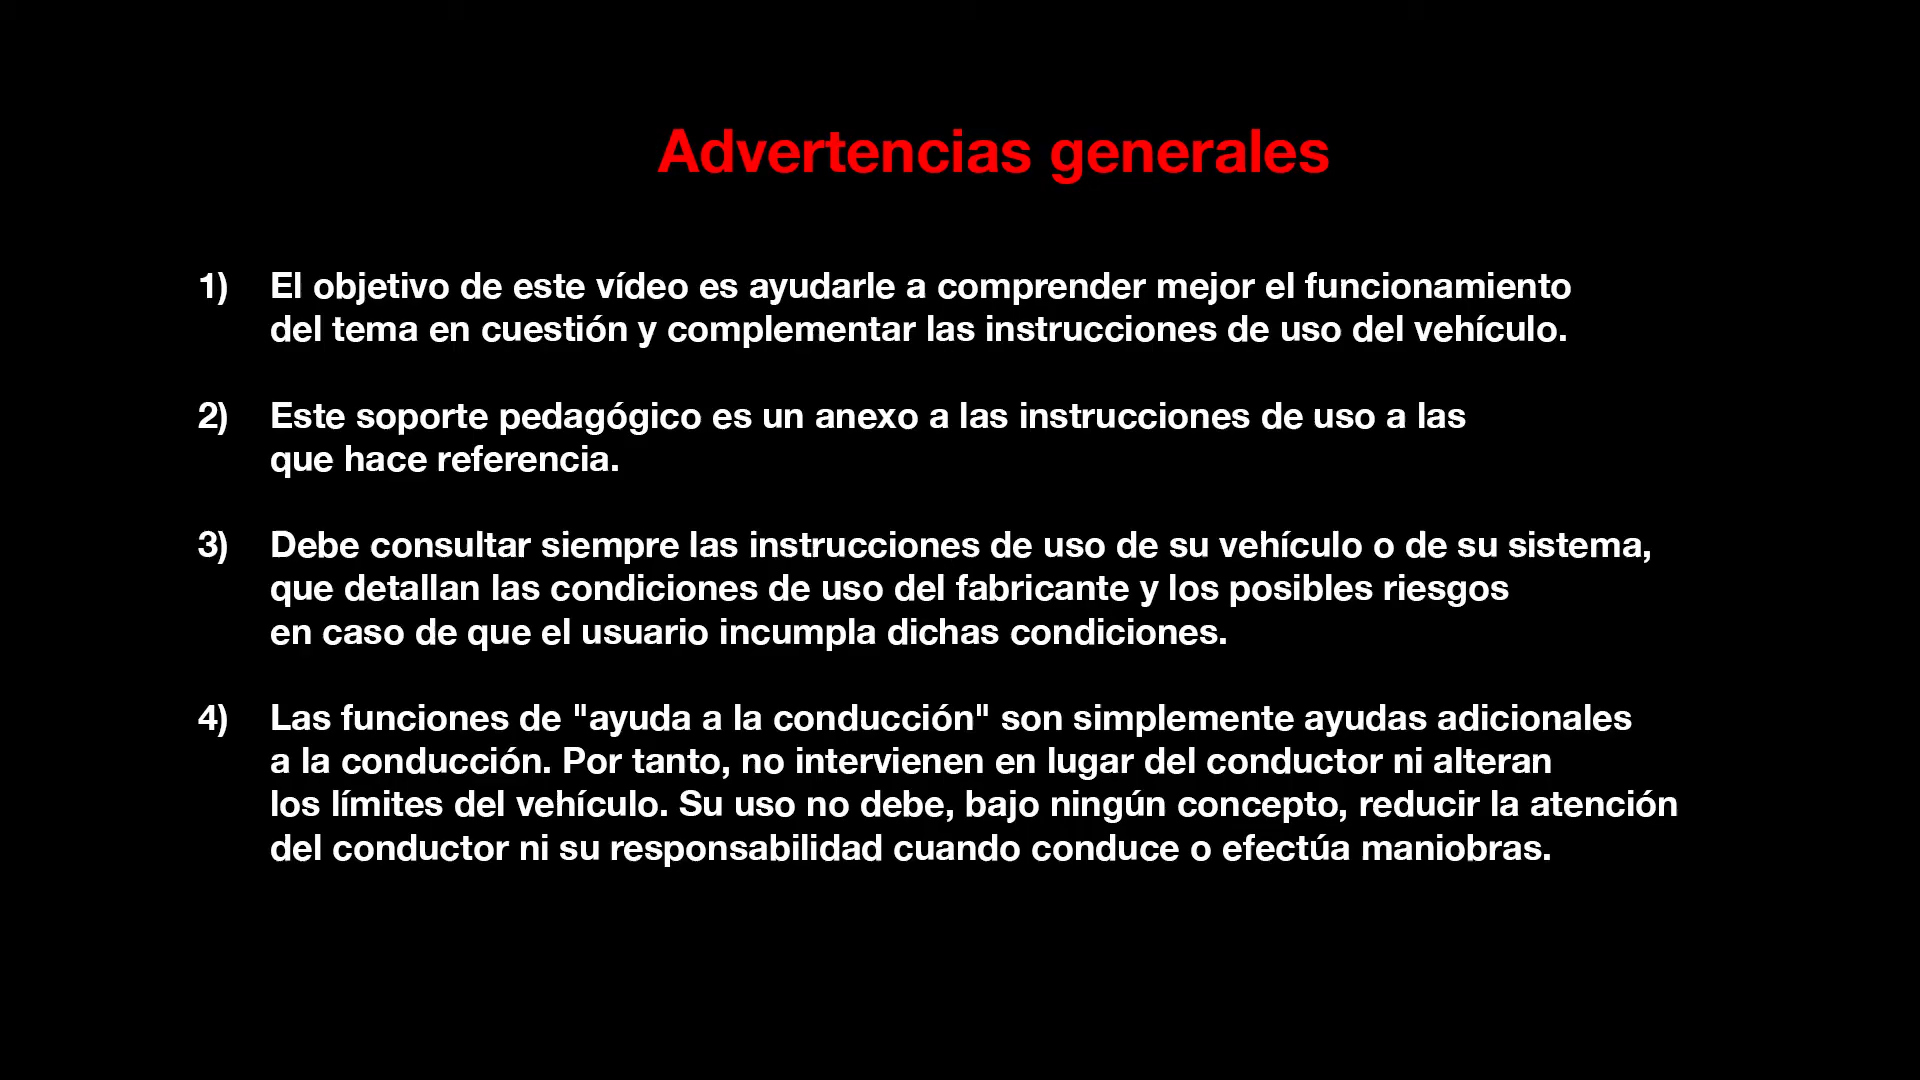 Advertencias generales
1) El objetivo de este vídeo es ayudarle a comprender mejor el funcionamiento
del tema en cuestión y complementar las instrucciones de uso del vehículo.
2) Este soporte pedagógico es un anexo a las instrucciones de uso a las
que hace referencia.
3) Debe consultar siempre las instrucciones de uso de su vehículo o de su sistema,
que detallan las condiciones de uso del fabricante y los posibles riesgos
en caso de que el usuario incumpla dichas condiciones.
4) Las funciones de "ayuda a la conducción" son simplemente ayudas adicionales
a la conducción. Por tanto, no intervienen en lugar del conductor ni alteran
los límites del vehículo. Su uso no debe, bajo ningún concepto, reducir la atención
del conductor ni su responsabilidad cuando conduce o efectúa maniobras.